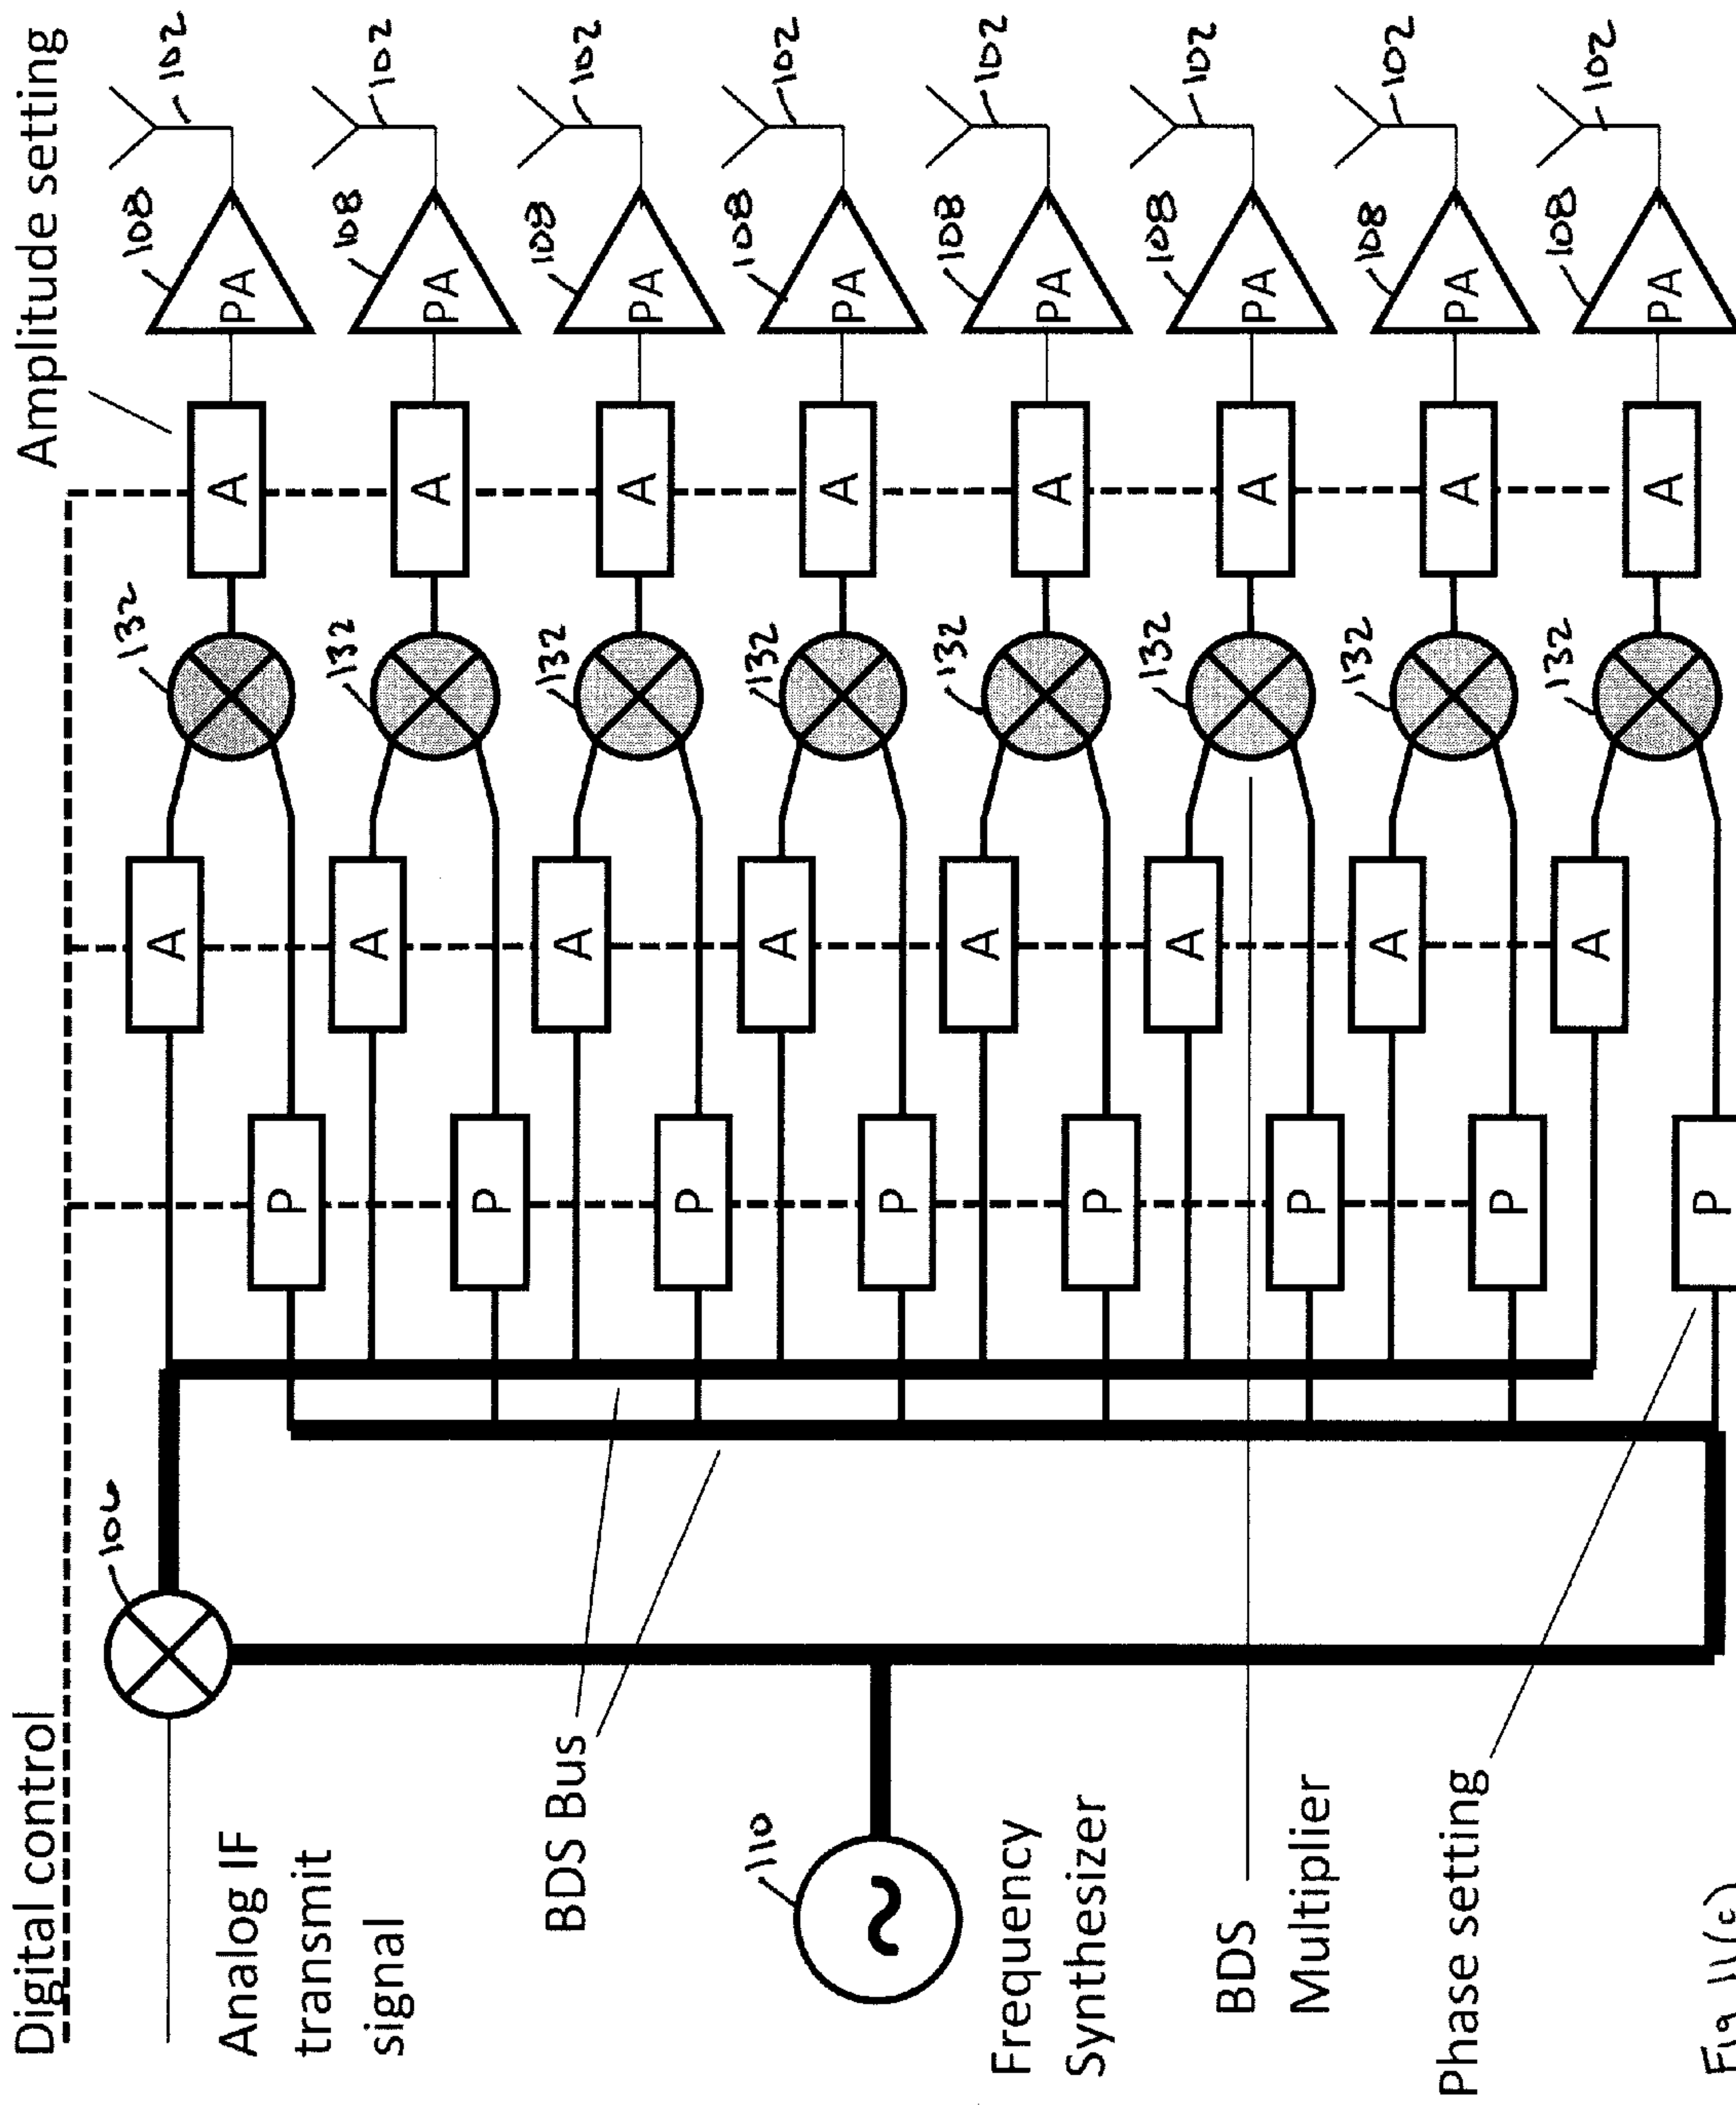 Digital control
Amplitude setting
106
132
108
102
A
A
PA
P
Analog IF
transmit
signal
132
108
102
A
A
PA
P
BDS Bus
132
108
102
A
A
PA
P
110
132
108
102
A
A
PA
P
Frequency
Synthesizer
132
108
102
A
A
PA
P
BDS
Multiplier
132
108
102
A
A
PA
P
Phase setting
132
108
102
A
A
PA
P
132
108
102
A
A
PA
P
Fig. 11(c)